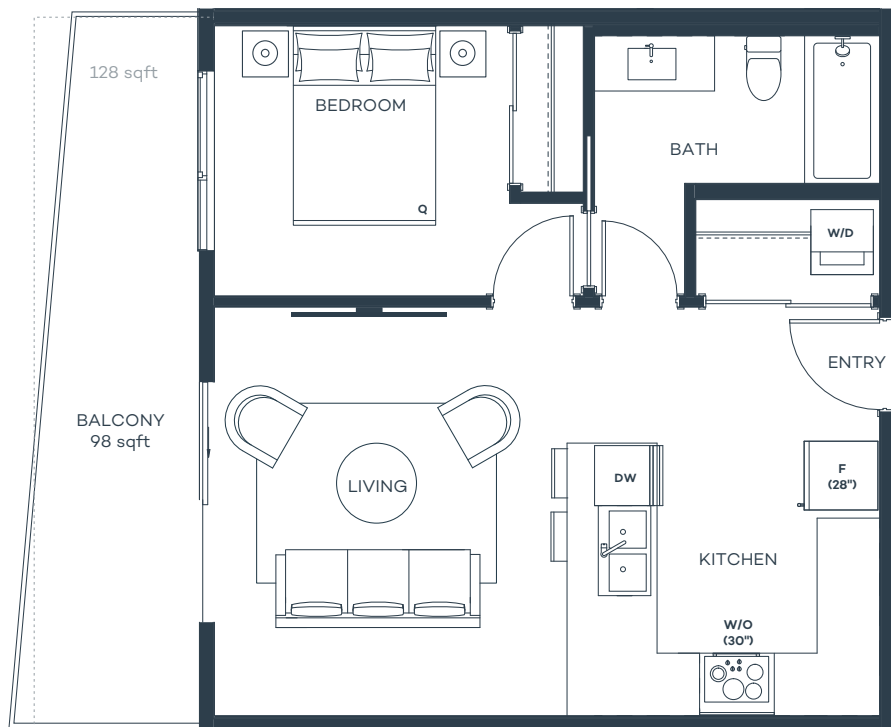 128 sqft
BEDROOM
Q
BATH
W/D
ENTRY
BALCONY
98 sqft
LIVING
DW
F
(28")
KITCHEN
W/O
(30")